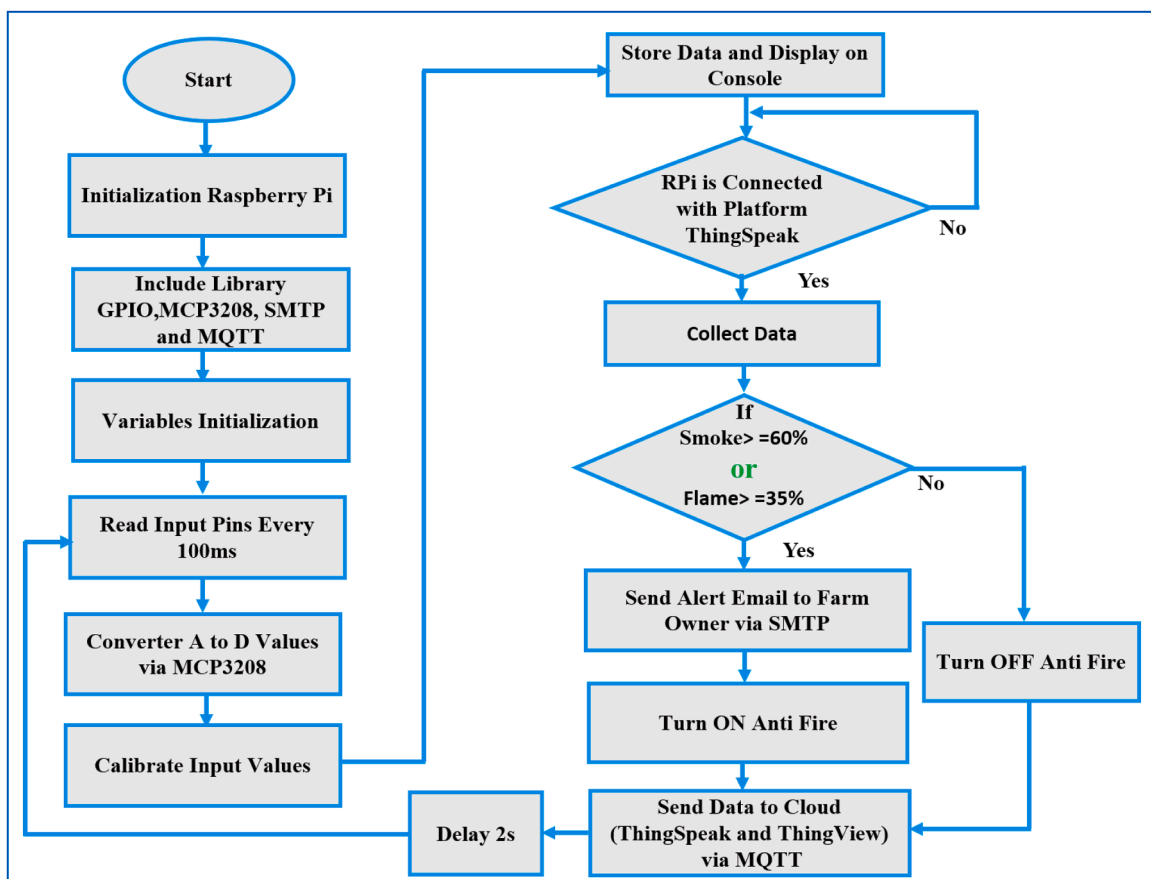 Start
Initialization Raspberry Pi
Include Library
GPIO,MCP3208, SMTP
and MQTT
Variables Initialization
Read Input Pins Every
100ms
Converter A to D Values
via MCP3208
Calibrate Input Values
Store Data and Display on
Console
RPi is Connected
with Platform
ThingSpeak
No
Yes
Collect Data
If
Smoke> =60%
or
Flame> =35%
No
Yes
Send Alert Email to Farm
Owner via SMTP
Turn OFF Anti Fire
Turn ON Anti Fire
Send Data to Cloud
(ThingSpeak and ThingView)
via MQTT
Delay 2s